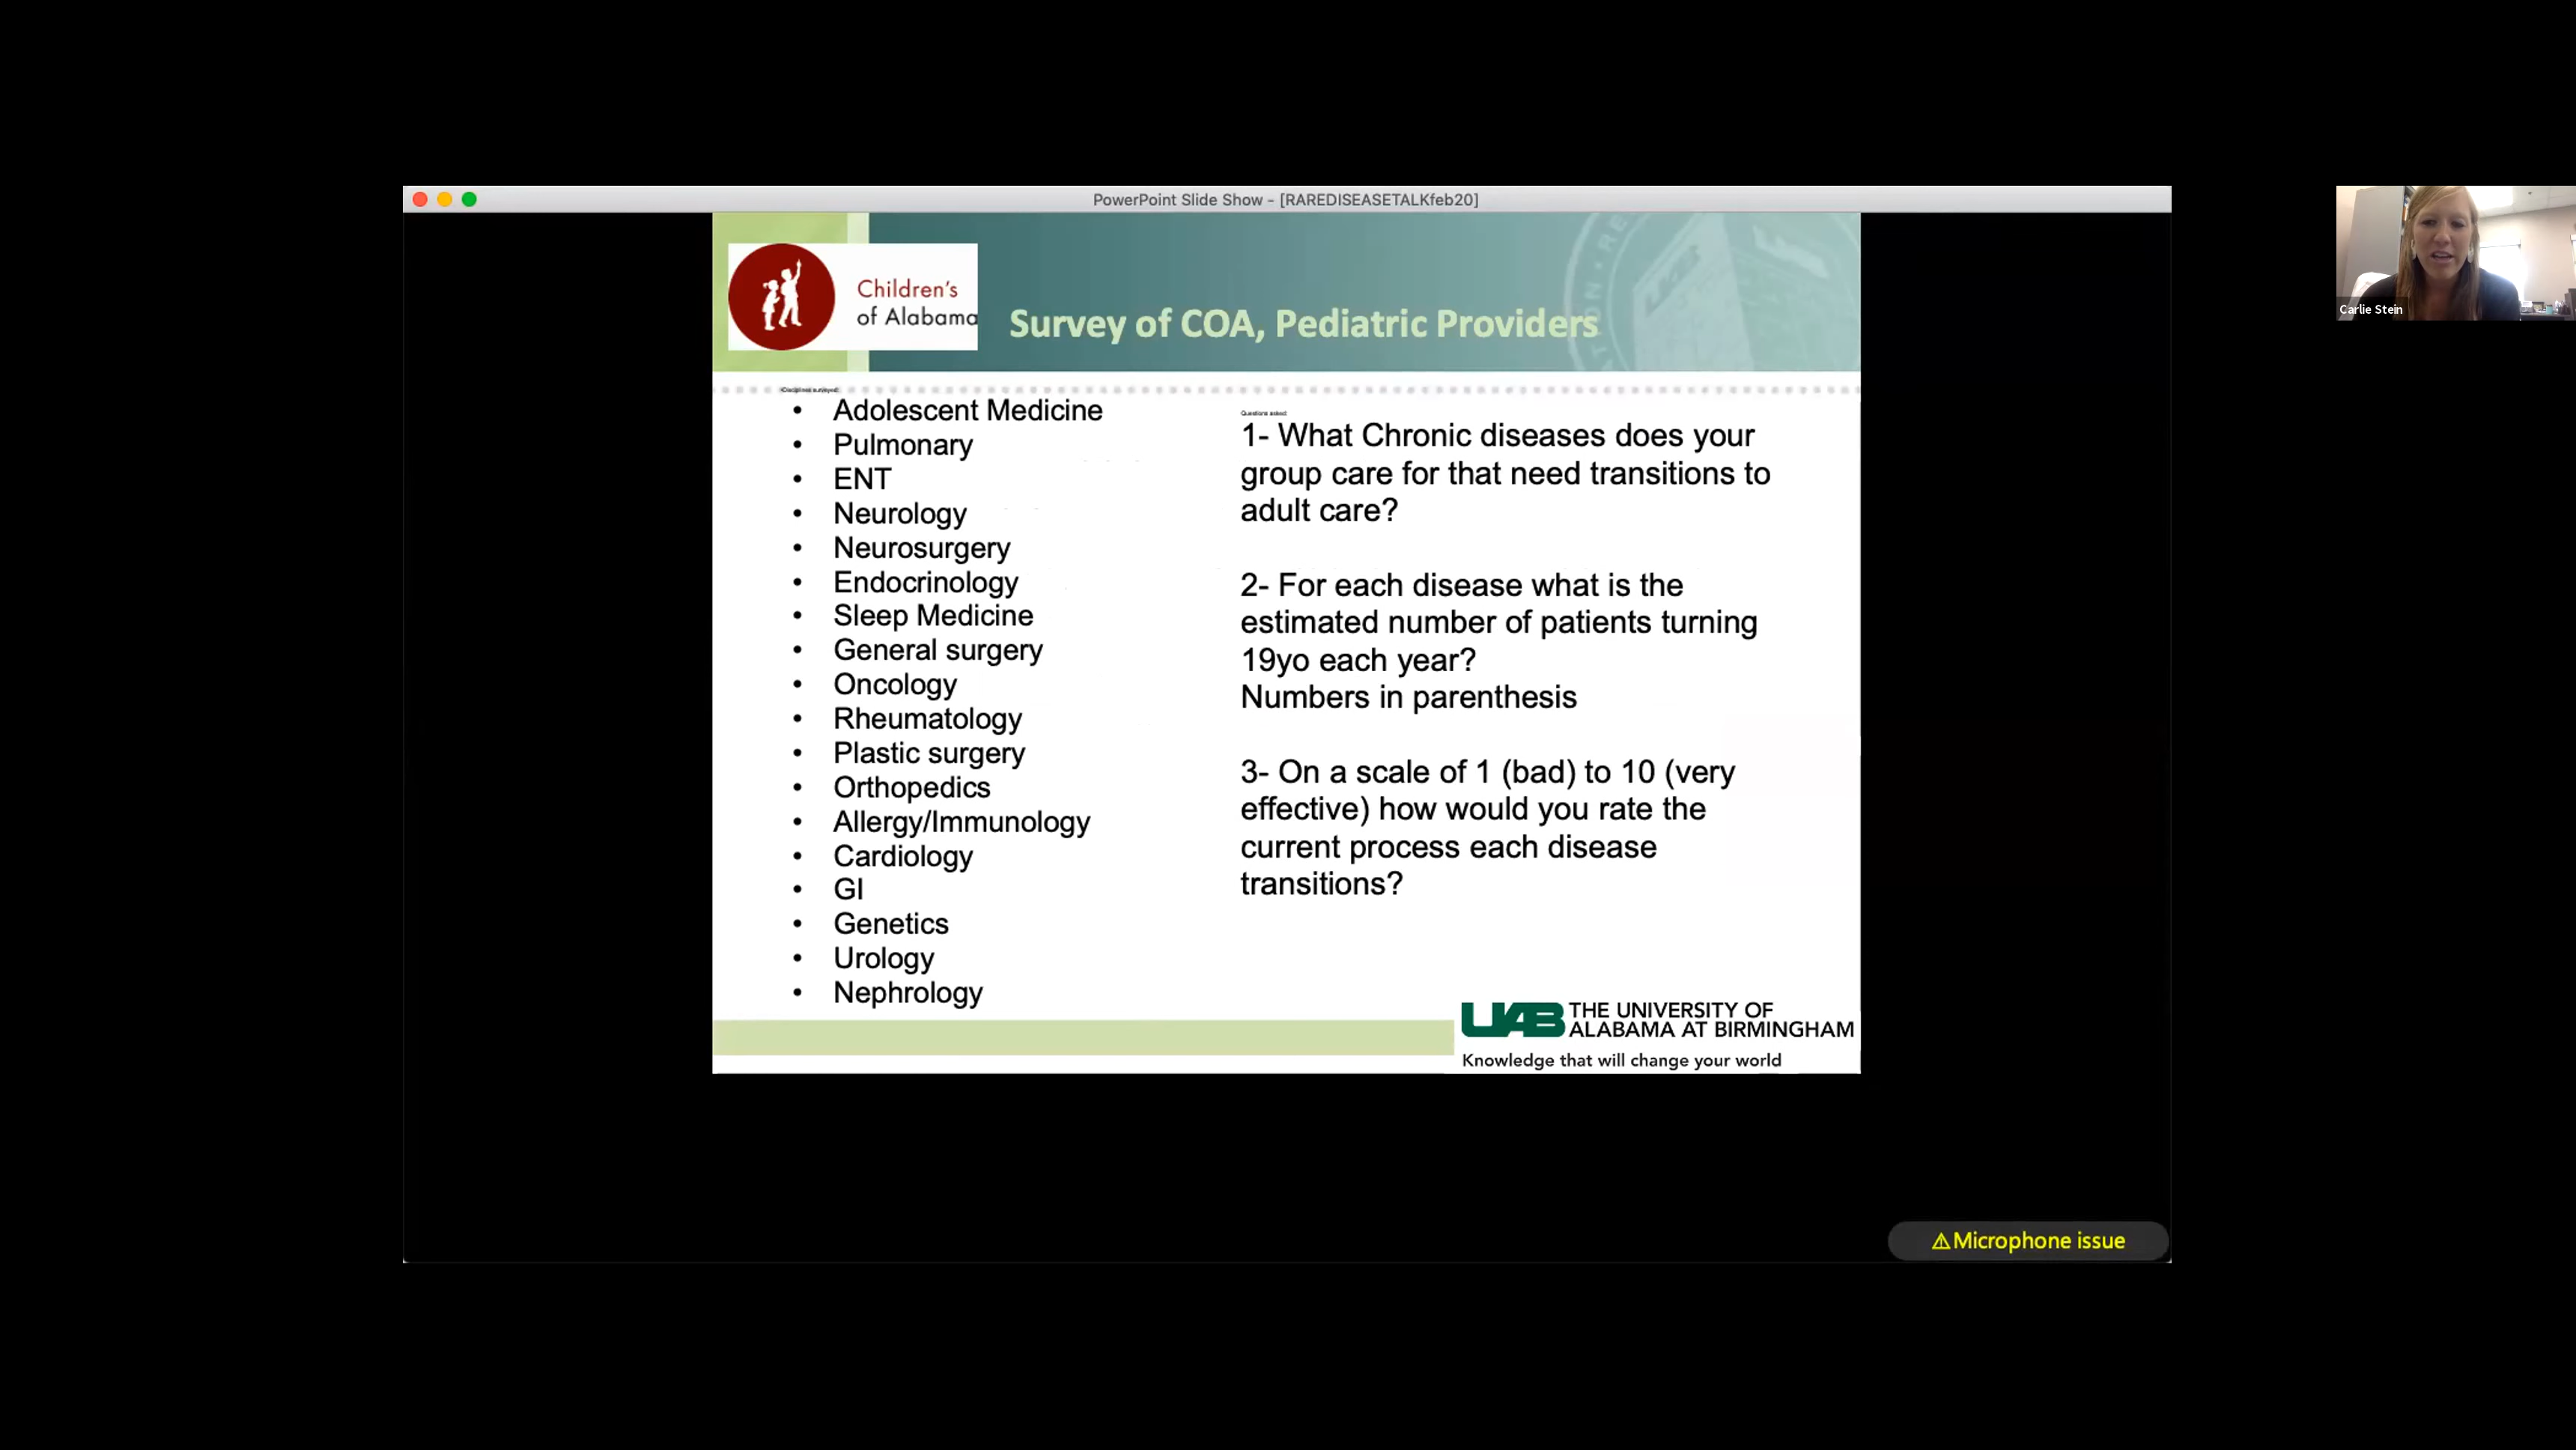 PowerPoint Slide Show - [RAREDISEASETALKfeb20]
Children's
of Alabama
Survey of COA, Pediatric Providers
Disciplines surveyed:
• Adolescent Medicine
• Pulmonary
• ENT
• Neurology
• Neurosurgery
• Endocrinology
• Sleep Medicine
• General surgery
• Oncology
• Rheumatology
• Plastic surgery
• Orthopedics
• Allergy/Immunology
• Cardiology
• GI
• Genetics
• Urology
• Nephrology
Questions asked:
1- What Chronic diseases does your
group care for that need transitions to
adult care?
2- For each disease what is the
estimated number of patients turning
19yo each year?
Numbers in parenthesis
3- On a scale of 1 (bad) to 10 (very
effective) how would you rate the
current process each disease
transitions?
UAB THE UNIVERSITY OF
ALABAMA AT BIRMINGHAM
Knowledge that will change your world
Carlie Stein
⚠Microphone issue